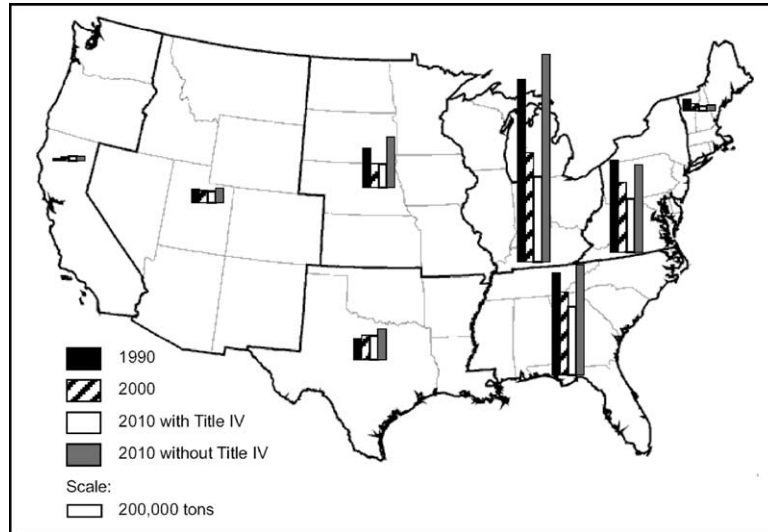 1990
2000
2010 with Title IV
2010 without Title IV
Scale:
200,000 tons